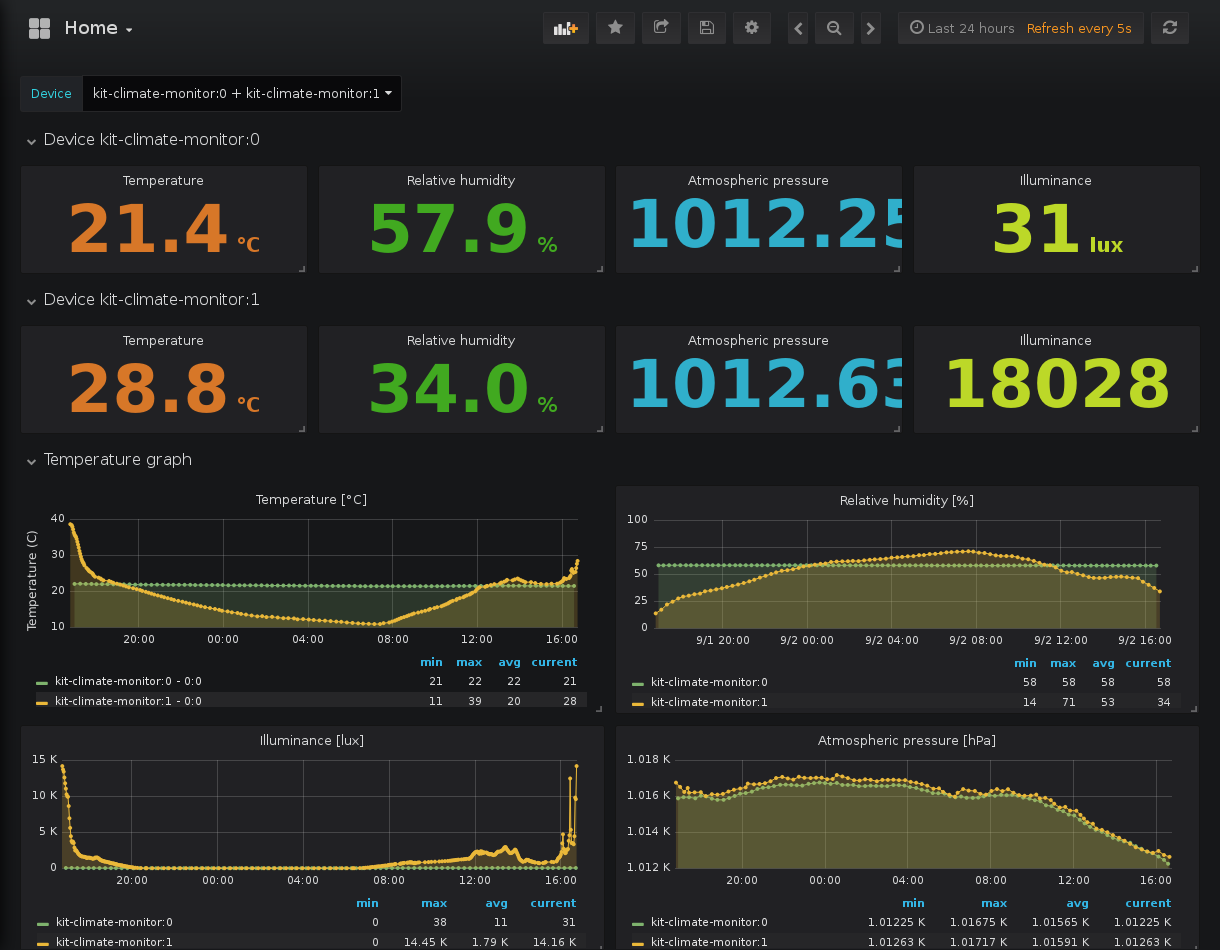 Home
Last 24 hours Refresh every 5s
Device kit-climate-monitor:0 + kit-climate-monitor:1
Device kit-climate-monitor:0
Temperature Relative humidity Atmospheric pressure Illuminance
21.4 °C 57.9 % 1012.25 31 lux
Device kit-climate-monitor:1
Temperature Relative humidity Atmospheric pressure Illuminance
28.8 °C 34.0 % 1012.63 18028
Temperature graph
Temperature [°C]
Temperature (C)
40
30
20
10
20:00 00:00 04:00 08:00 12:00 16:00
min max avg current
kit-climate-monitor:0 - 0:0 21 22 22 21
kit-climate-monitor:1 - 0:0 11 39 20 28
Relative humidity [%]
100
75
50
25
0
9/1 20:00 9/2 00:00 9/2 04:00 9/2 08:00 9/2 12:00 9/2 16:00
min max avg current
kit-climate-monitor:0 58 58 58 58
kit-climate-monitor:1 14 71 53 34
Illuminance [lux]
15 K
10 K
5 K
0
20:00 00:00 04:00 08:00 12:00 16:00
min max avg current
kit-climate-monitor:0 0 38 11 31
kit-climate-monitor:1 0 14.45 K 1.79 K 14.16 K
Atmospheric pressure [hPa]
1.018 K
1.016 K
1.014 K
1.012 K
20:00 00:00 04:00 08:00 12:00 16:00
min max avg current
kit-climate-monitor:0 1.01225 K 1.01675 K 1.01565 K 1.01225 K
kit-climate-monitor:1 1.01263 K 1.01717 K 1.01591 K 1.01263 K